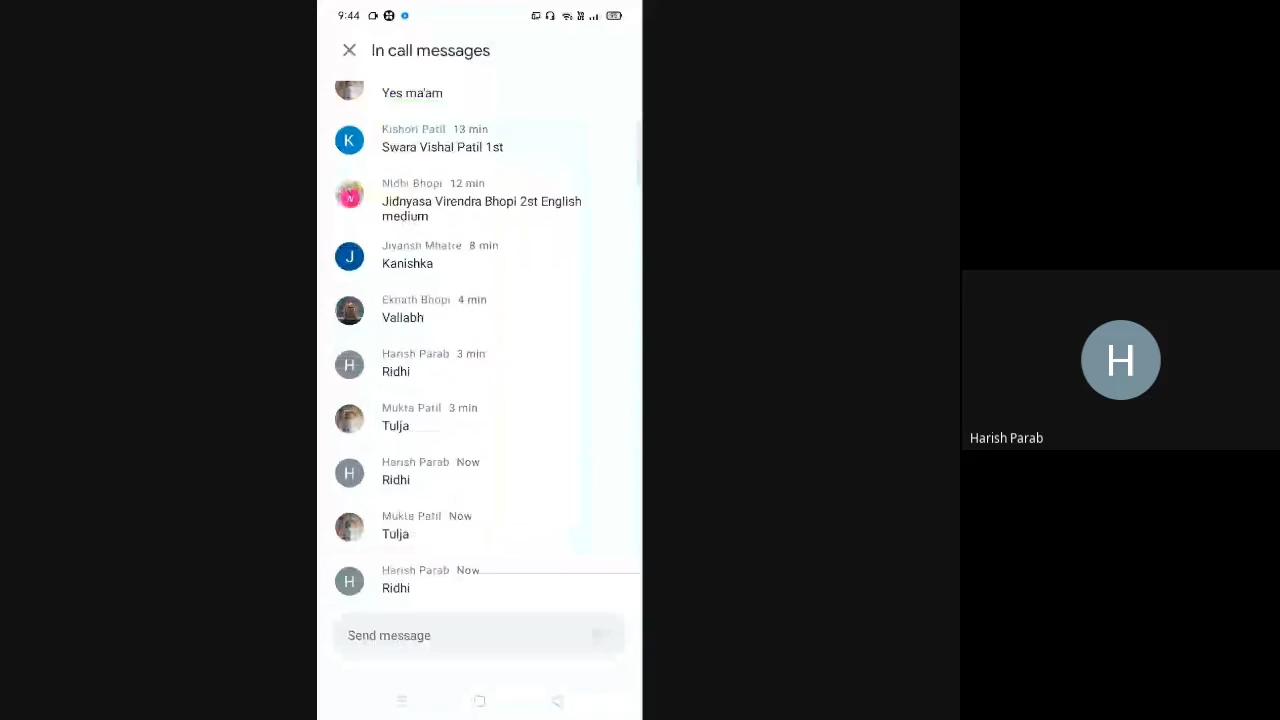 9:44
In call messages
Yes ma'am
K
Kishori Patil 13 min
Swara Vishal Patil 1st
N
Nidhi Bhopi 12 min
Jidnyasa Virendra Bhopi 2st English
medium
J
Jiyansh Mhatre 8 min
Kanishka
Eknath Bhopi 4 min
Vallabh
H
Harish Parab 3 min
Ridhi
Mukta Patil 3 min
Tulja
H
Harish Parab Now
Ridhi
Mukta Patil Now
Tulja
H
Harish Parab Now
Ridhi
Send message
H
Harish Parab